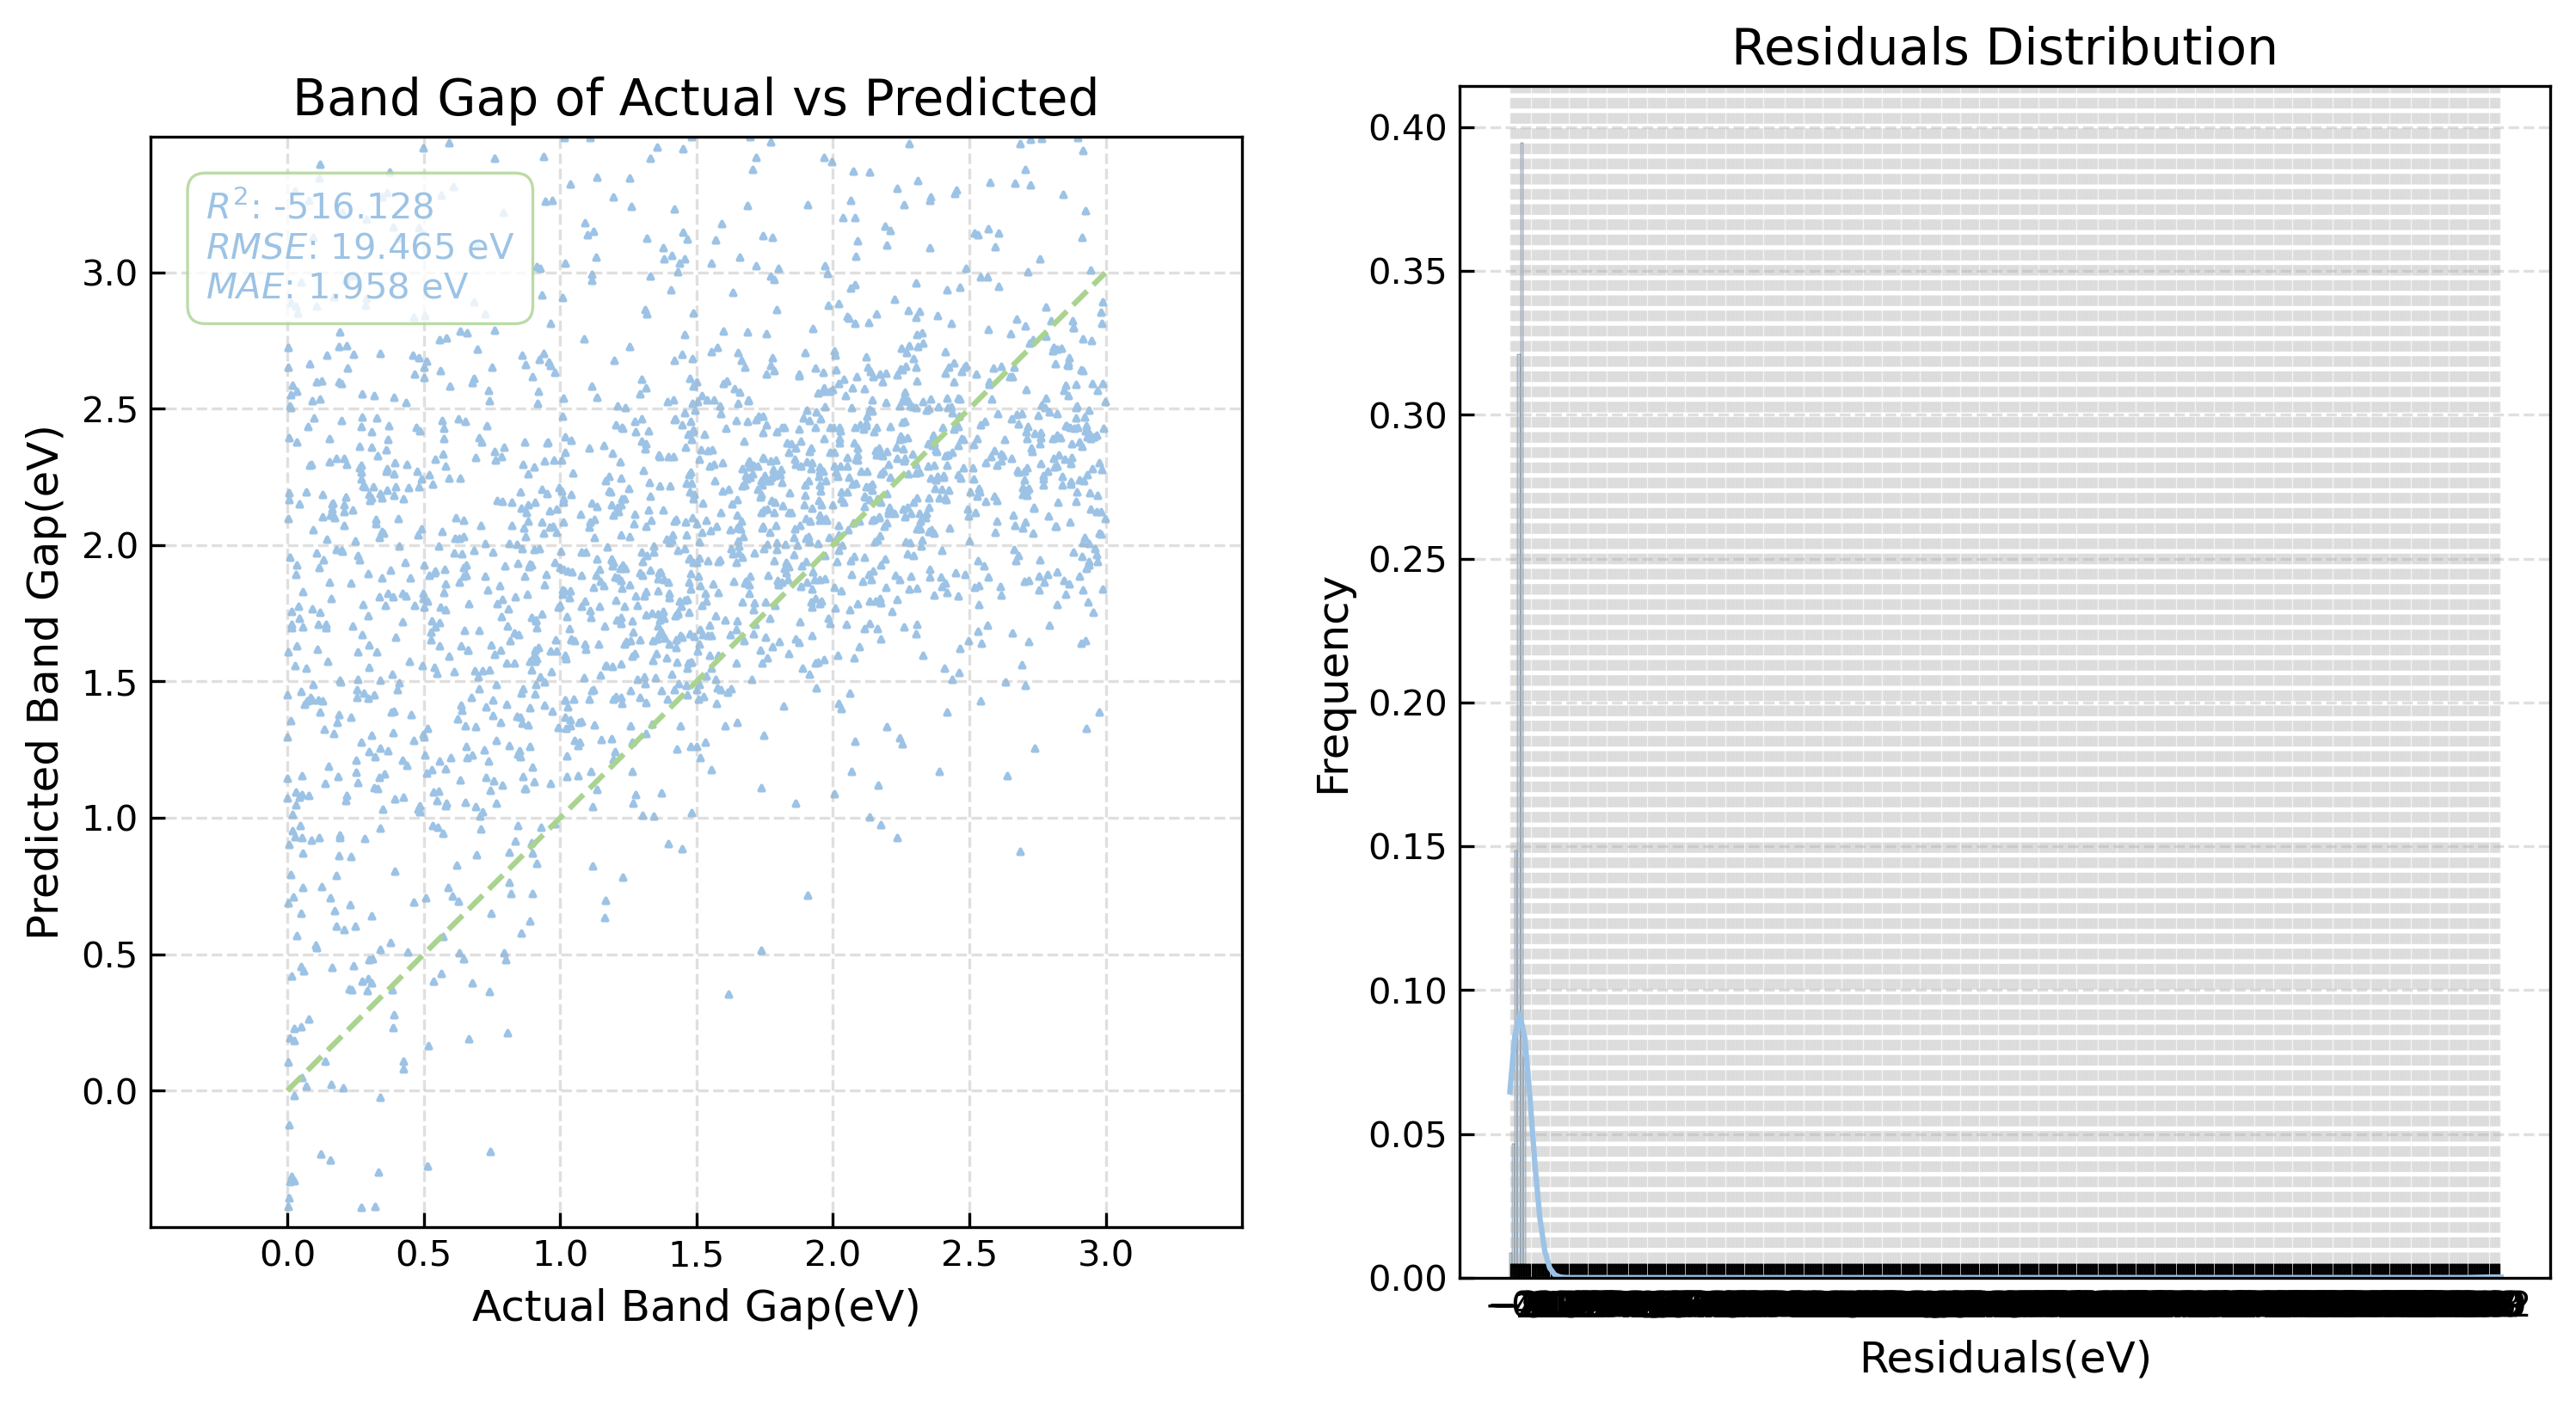 Band Gap of Actual vs Predicted
R²: -516.128
RMSE: 19.465 eV
MAE: 1.958 eV
Predicted Band Gap(eV)
3.0
2.5
2.0
1.5
1.0
0.5
0.0
0.0 0.5 1.0 1.5 2.0 2.5 3.0
Actual Band Gap(eV)
Residuals Distribution
Frequency
0.40
0.35
0.30
0.25
0.20
0.15
0.10
0.05
0.00
Residuals(eV)